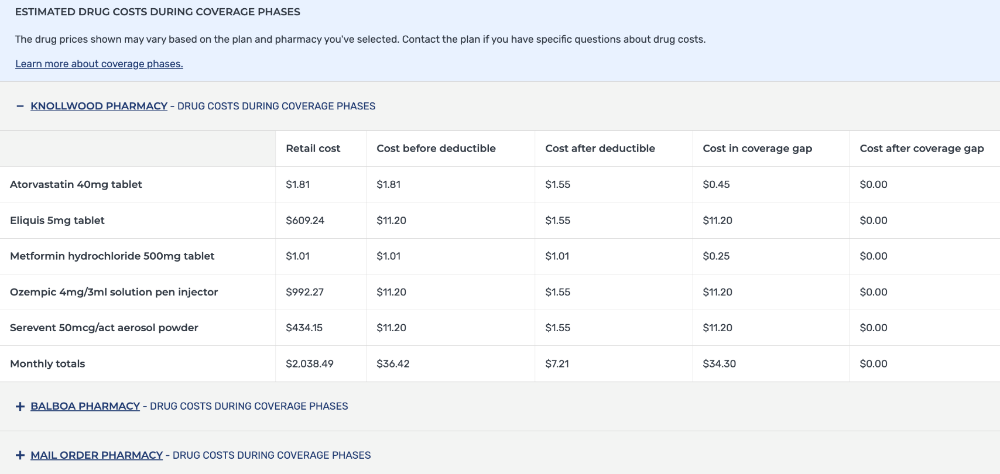 ESTIMATED DRUG COSTS DURING COVERAGE PHASES
The drug prices shown may vary based on the plan and pharmacy you've selected. Contact the plan if you have specific questions about drug costs.
Learn more about coverage phases.
− KNOLLWOOD PHARMACY - DRUG COSTS DURING COVERAGE PHASES
Retail cost Cost before deductible Cost after deductible Cost in coverage gap Cost after coverage gap
Atorvastatin 40mg tablet $1.81 $1.81 $1.55 $0.45 $0.00
Eliquis 5mg tablet $609.24 $11.20 $1.55 $11.20 $0.00
Metformin hydrochloride 500mg tablet $1.01 $1.01 $1.01 $0.25 $0.00
Ozempic 4mg/3ml solution pen injector $992.27 $11.20 $1.55 $11.20 $0.00
Serevent 50mcg/act aerosol powder $434.15 $11.20 $1.55 $11.20 $0.00
Monthly totals $2,038.49 $36.42 $7.21 $34.30 $0.00
+ BALBOA PHARMACY - DRUG COSTS DURING COVERAGE PHASES
+ MAIL ORDER PHARMACY - DRUG COSTS DURING COVERAGE PHASES